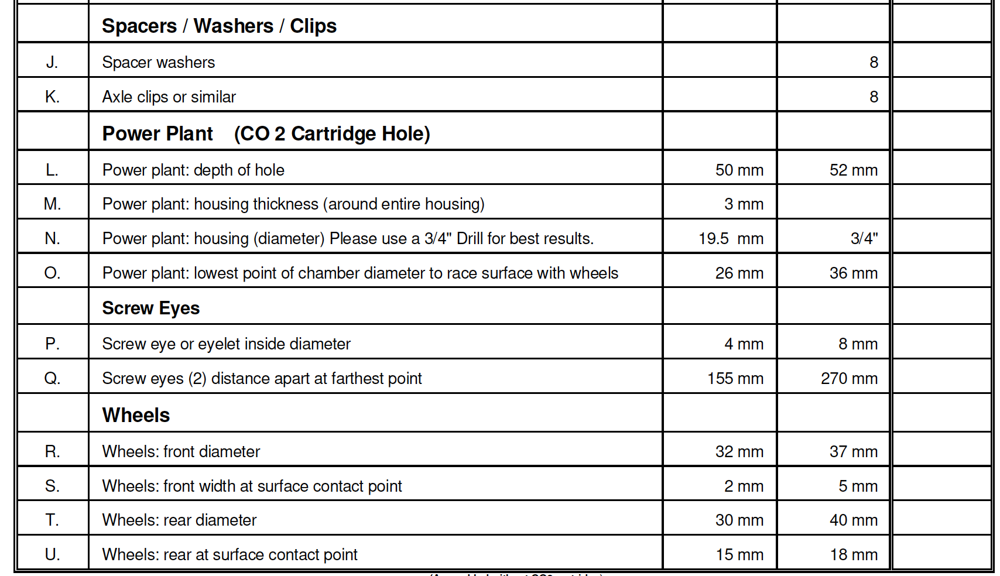 Spacers / Washers / Clips
J. Spacer washers 8
K. Axle clips or similar 8
Power Plant (CO 2 Cartridge Hole)
L. Power plant: depth of hole 50 mm 52 mm
M. Power plant: housing thickness (around entire housing) 3 mm
N. Power plant: housing (diameter) Please use a 3/4" Drill for best results. 19.5 mm 3/4"
O. Power plant: lowest point of chamber diameter to race surface with wheels 26 mm 36 mm
Screw Eyes
P. Screw eye or eyelet inside diameter 4 mm 8 mm
Q. Screw eyes (2) distance apart at farthest point 155 mm 270 mm
Wheels
R. Wheels: front diameter 32 mm 37 mm
S. Wheels: front width at surface contact point 2 mm 5 mm
T. Wheels: rear diameter 30 mm 40 mm
U. Wheels: rear at surface contact point 15 mm 18 mm